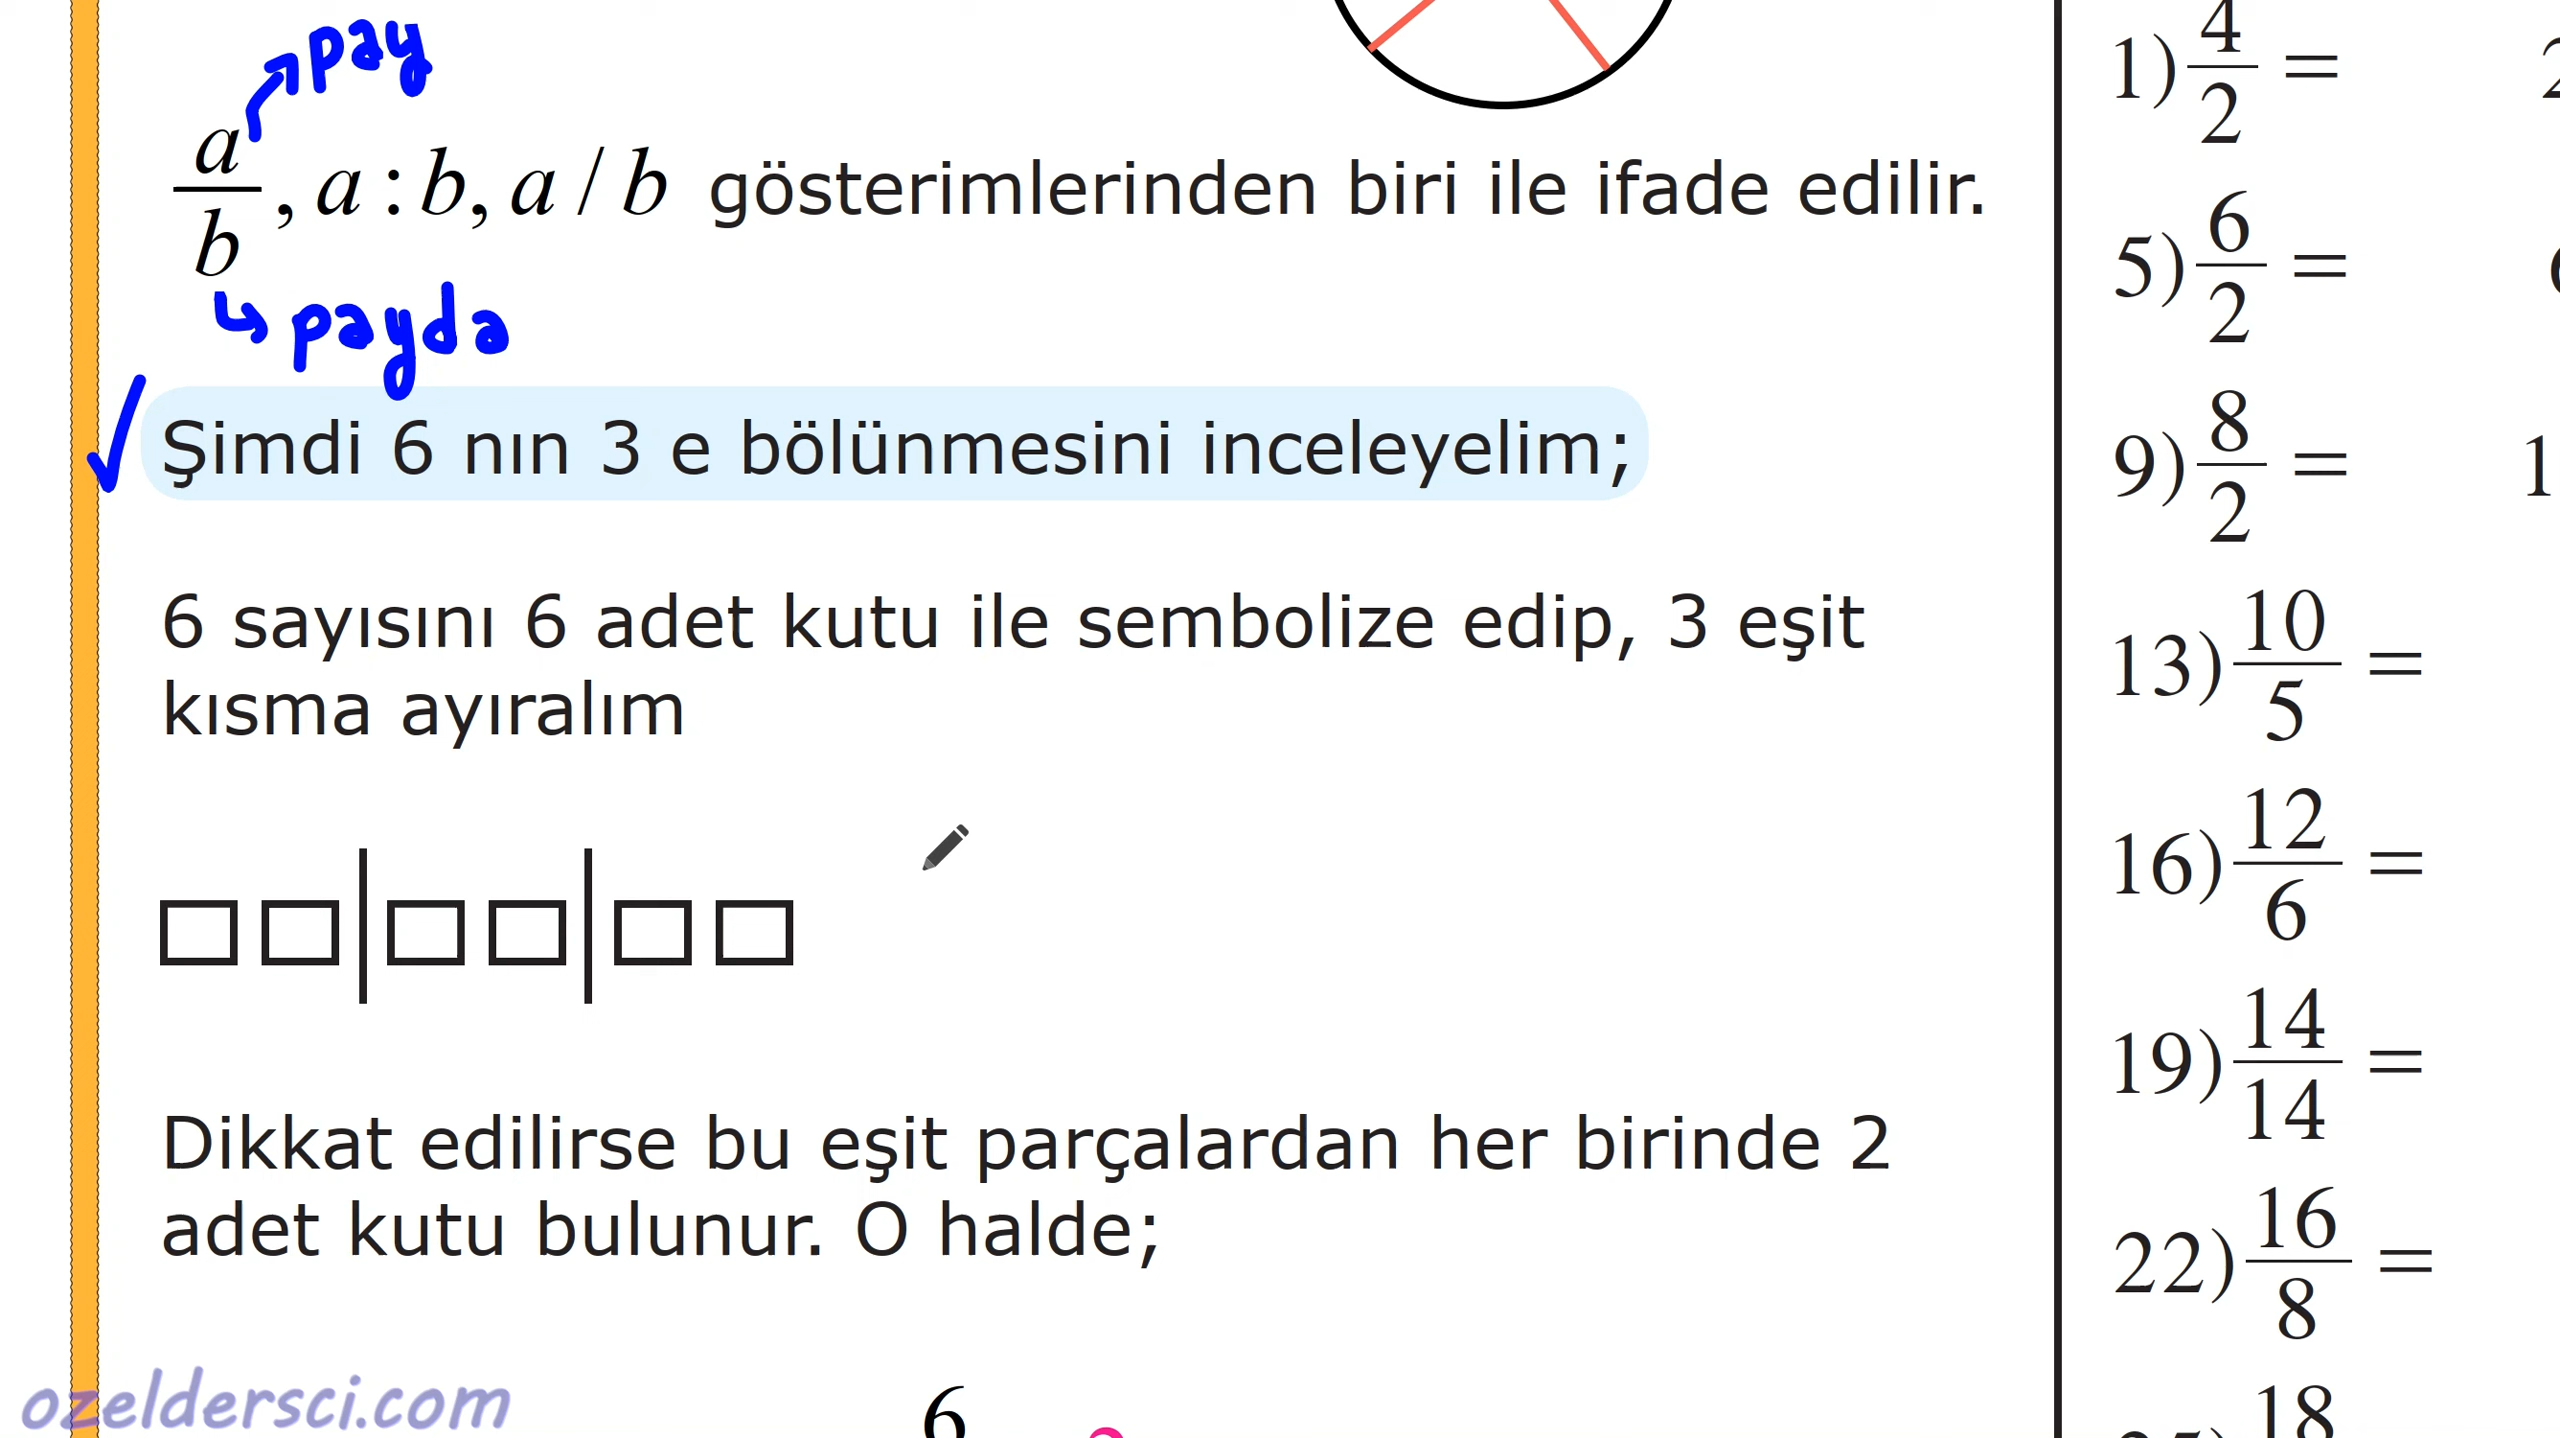 pay
a/b, a : b, a / b gösterimlerinden biri ile ifade edilir.
payda
Şimdi 6 nın 3 e bölünmesini inceleyelim;
6 sayısını 6 adet kutu ile sembolize edip, 3 eşit
kısma ayıralım
Dikkat edilirse bu eşit parçalardan her birinde 2
adet kutu bulunur. O halde;
6
ozeldersci.com
1) 4/2 =
5) 6/2 =
9) 8/2 =
13) 10/5 =
16) 12/6 =
19) 14/14 =
22) 16/8 =
18